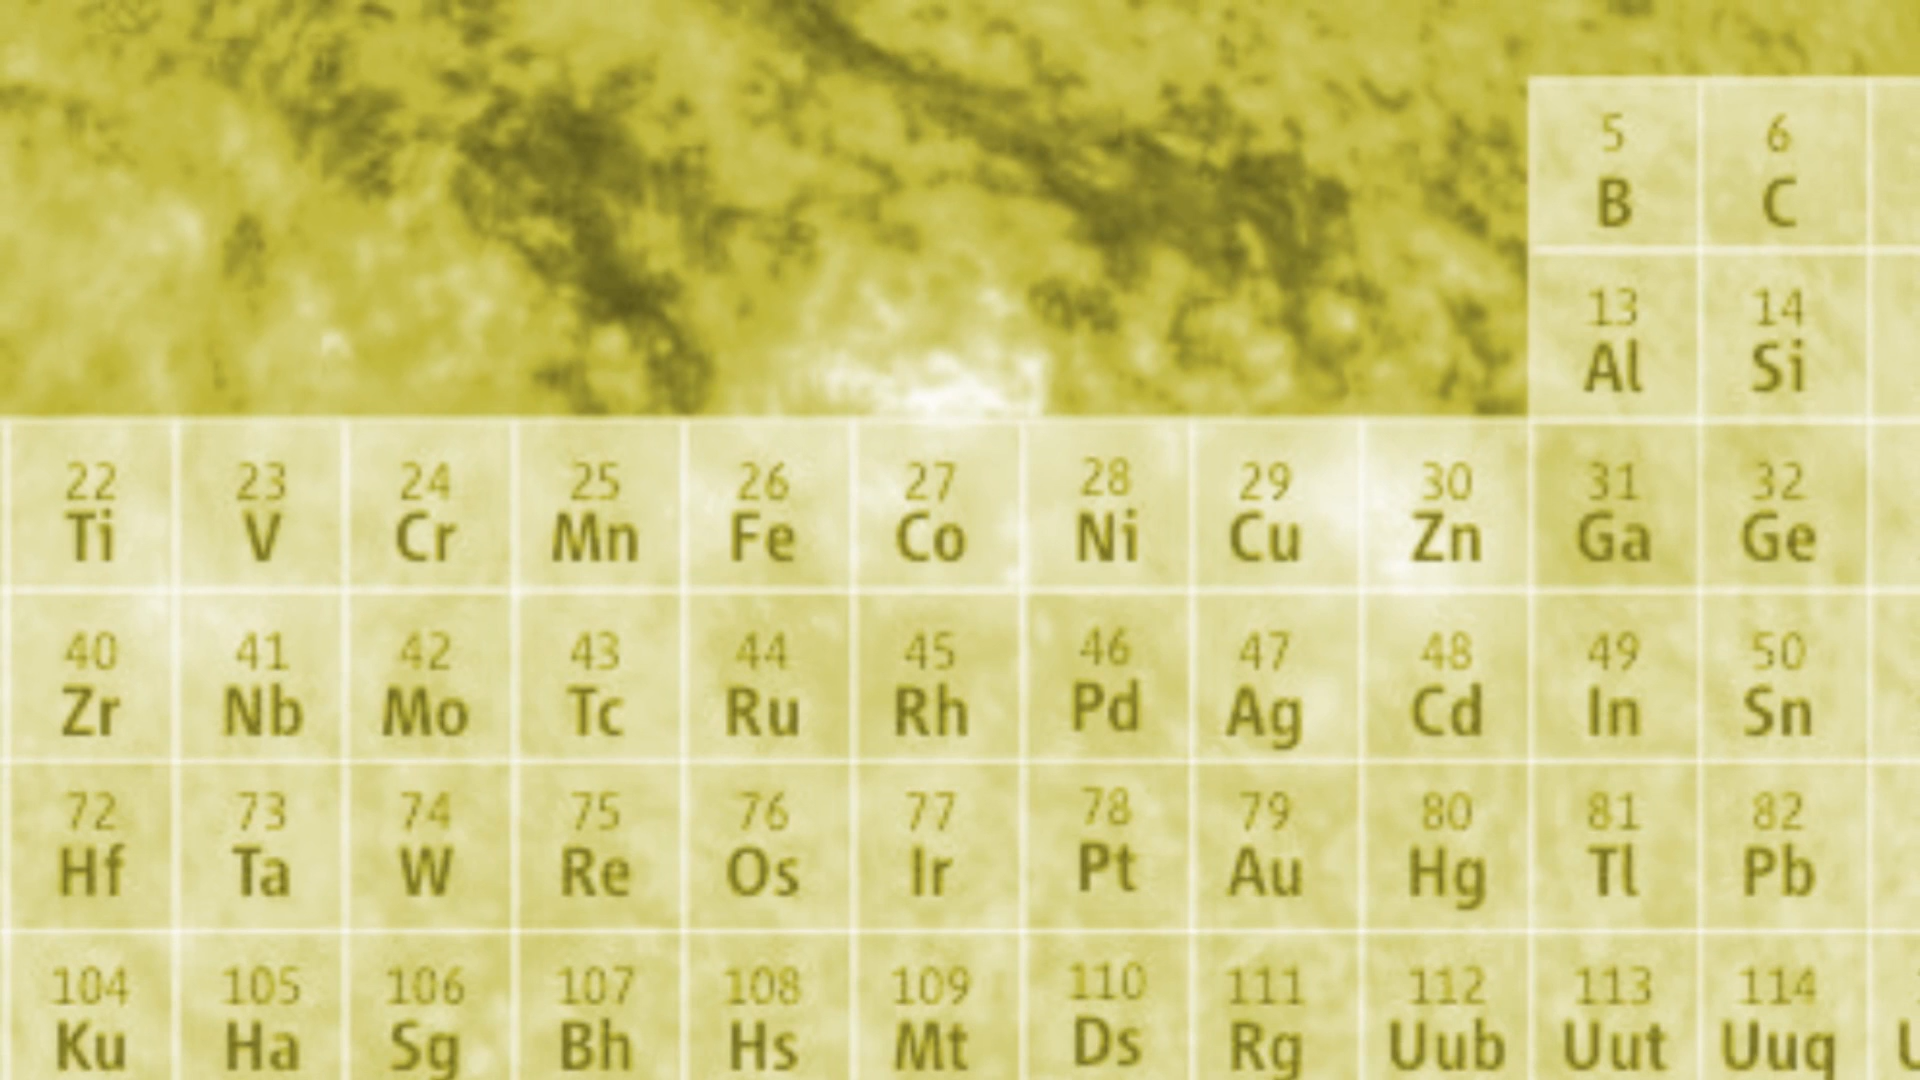 5 6
B C
13 14
Al Si
22 23 24 25 26 27 28 29 30 31 32
Ti V Cr Mn Fe Co Ni Cu Zn Ga Ge
40 41 42 43 44 45 46 47 48 49 50
Zr Nb Mo Tc Ru Rh Pd Ag Cd In Sn
72 73 74 75 76 77 78 79 80 81 82
Hf Ta W Re Os Ir Pt Au Hg Tl Pb
104 105 106 107 108 109 110 111 112 113 114
Ku Ha Sg Bh Hs Mt Ds Rg Uub Uut Uuq